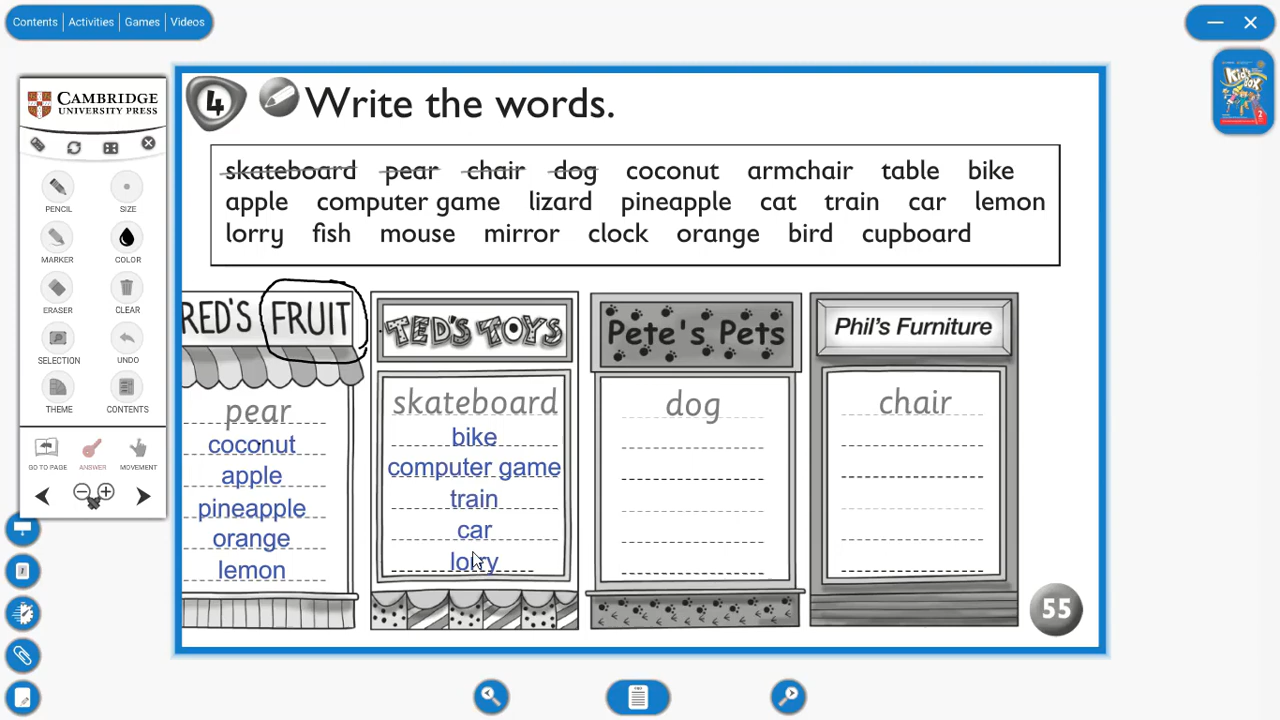 Contents Activities Games Videos
CAMBRIDGE
UNIVERSITY PRESS
PENCIL SIZE
MARKER COLOR
ERASER CLEAR
SELECTION UNDO
THEME CONTENTS
GO TO PAGE ANSWER MOVEMENT
4 Write the words.
skateboard pear chair dog coconut armchair table bike
apple computer game lizard pineapple cat train car lemon
lorry fish mouse mirror clock orange bird cupboard
RED'S FRUIT
pear
coconut
apple
pineapple
orange
lemon
TED'S TOYS
skateboard
bike
computer game
train
car
lorry
Pete's Pets
dog
Phil's Furniture
chair
55